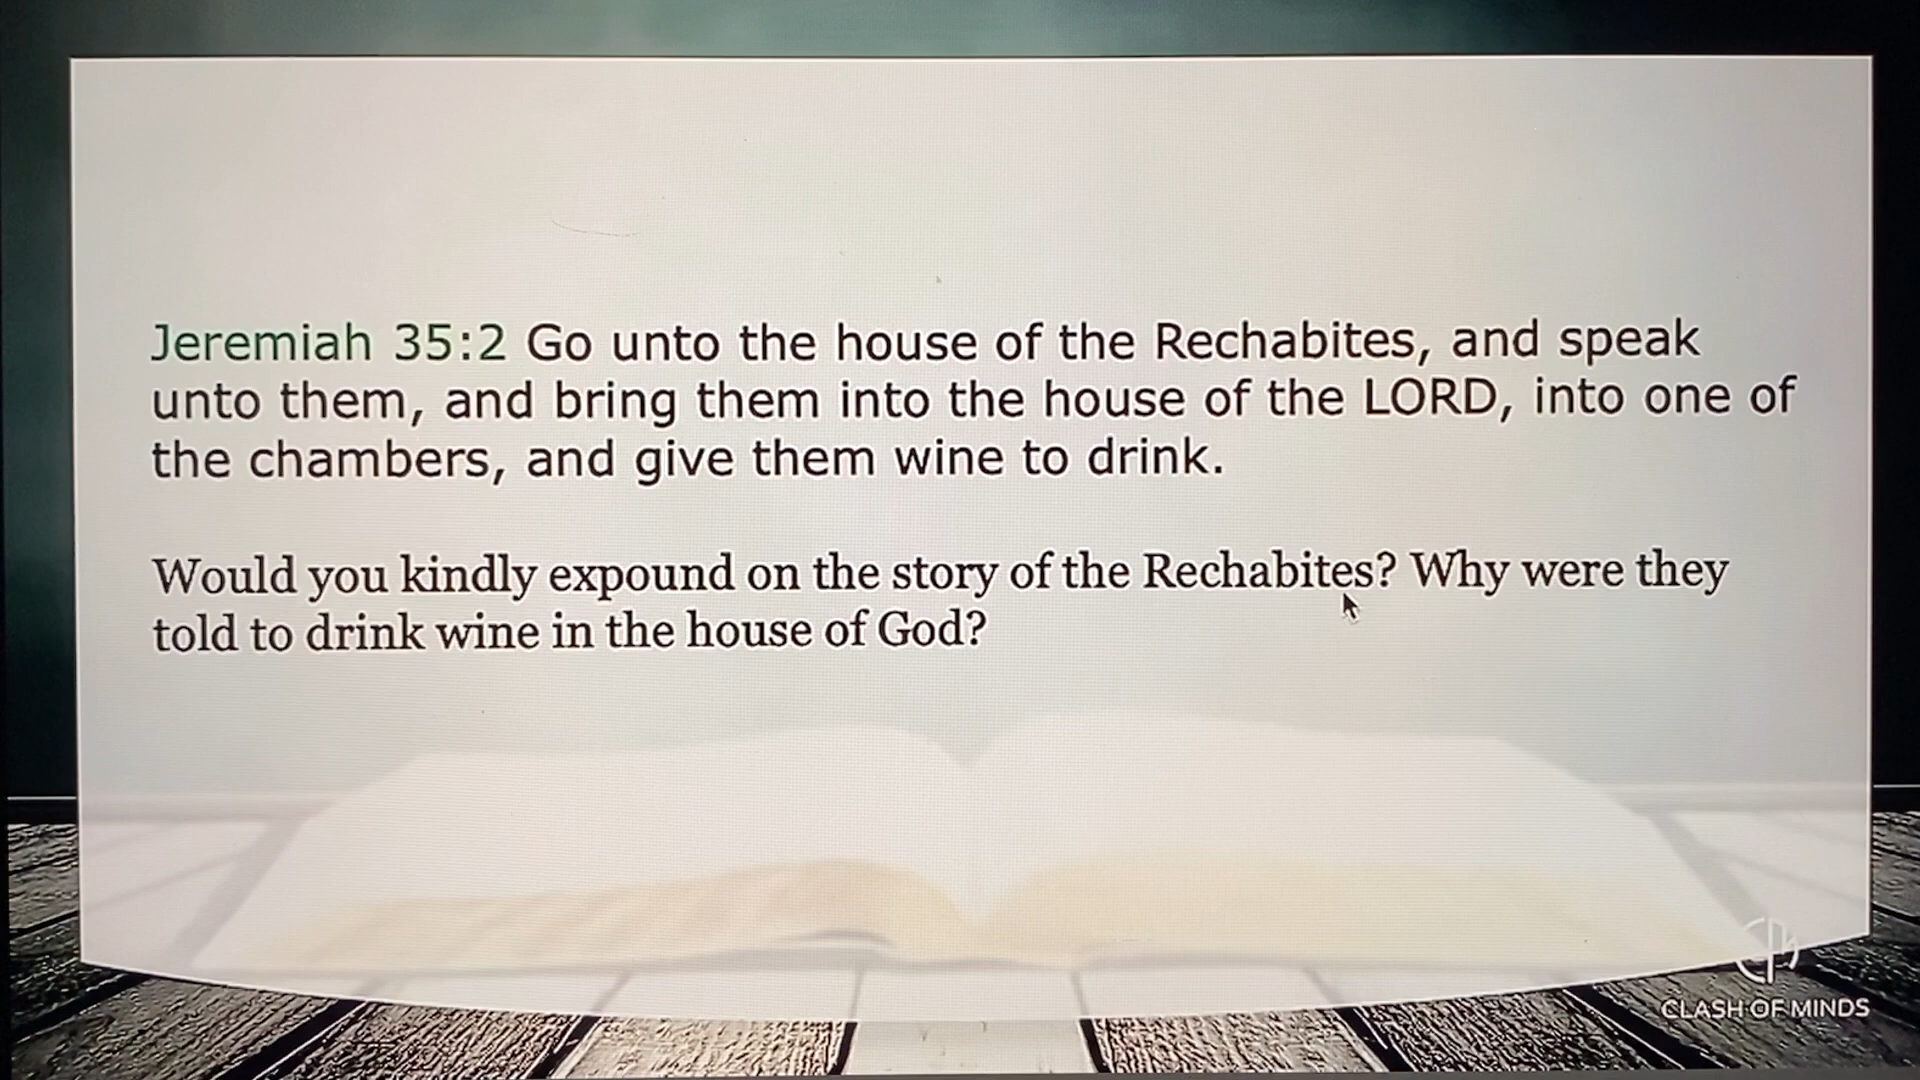 Jeremiah 35:2 Go unto the house of the Rechabites, and speak
unto them, and bring them into the house of the LORD, into one of
the chambers, and give them wine to drink.
Would you kindly expound on the story of the Rechabites? Why were they
told to drink wine in the house of God?
CLASH OF MINDS